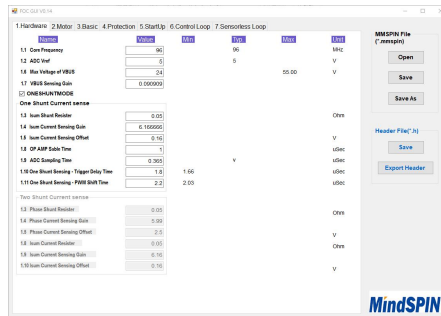 FOC GUI V0.14
1.Hardware 2.Motor 3.Basic 4.Protection 5.StartUp 6.Control Loop 7.Sensorless Loop
Name Value Min Typ. Max Unit
1.1 Core Frequency 96 96 MHz
1.2 ADC Vref 5 5 V
1.6 Max Voltage of VBUS 24 55.00 V
1.7 VBUS Sensing Gain 0.090909
ONESHUNTMODE
One Shunt Current sense
1.3 Isum Shunt Resister 0.05 Ohm
1.4 Isum Current Sensing Gain 6.166666
1.5 Isum Current Sensing Offset 0.16 V
1.8 OP AMP Sable Time 1 uSec
1.9 ADC Sampling Time 0.365 v uSec
1.10 One Shunt Sensing - Trigger Delay Time 1.8 1.66 uSec
1.11 One Shunt Sensing - PWM Shift Time 2.2 2.03 uSec
Two Shunt Current sense
1.3 Phase Shunt Resister 0.05 Ohm
1.4 Phase Current Sensing Gain 5.99
1.5 Phase Current Sensing Offset 2.5 V
1.8 Isum Current Resister 0.05 Ohm
1.9 Isum Current Sensing Gain 6.16
1.10 Isum Current Sensing Offset 0.16 V
MMSPIN File
(*.mmspin)
Open
Save
Save As
Header File(*.h)
Save
Export Header
MindSPIN